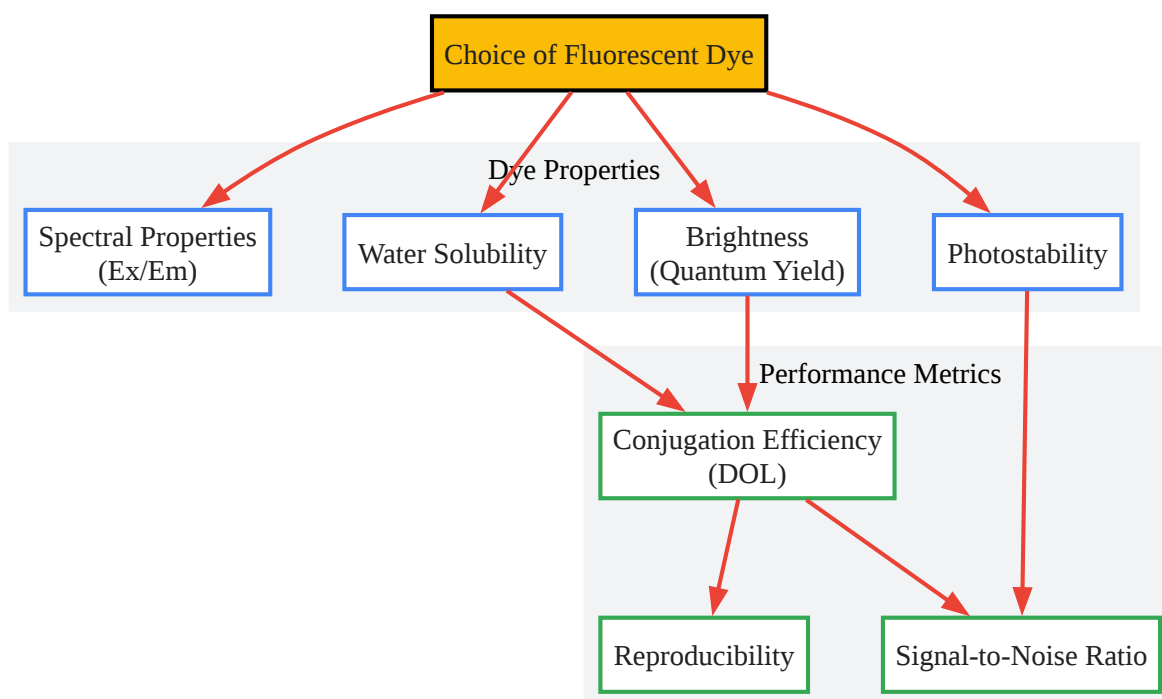 Choice of Fluorescent Dye
Dye Properties
Spectral Properties
(Ex/Em)
Water Solubility
Brightness
(Quantum Yield)
Photostability
Performance Metrics
Conjugation Efficiency
(DOL)
Reproducibility
Signal-to-Noise Ratio